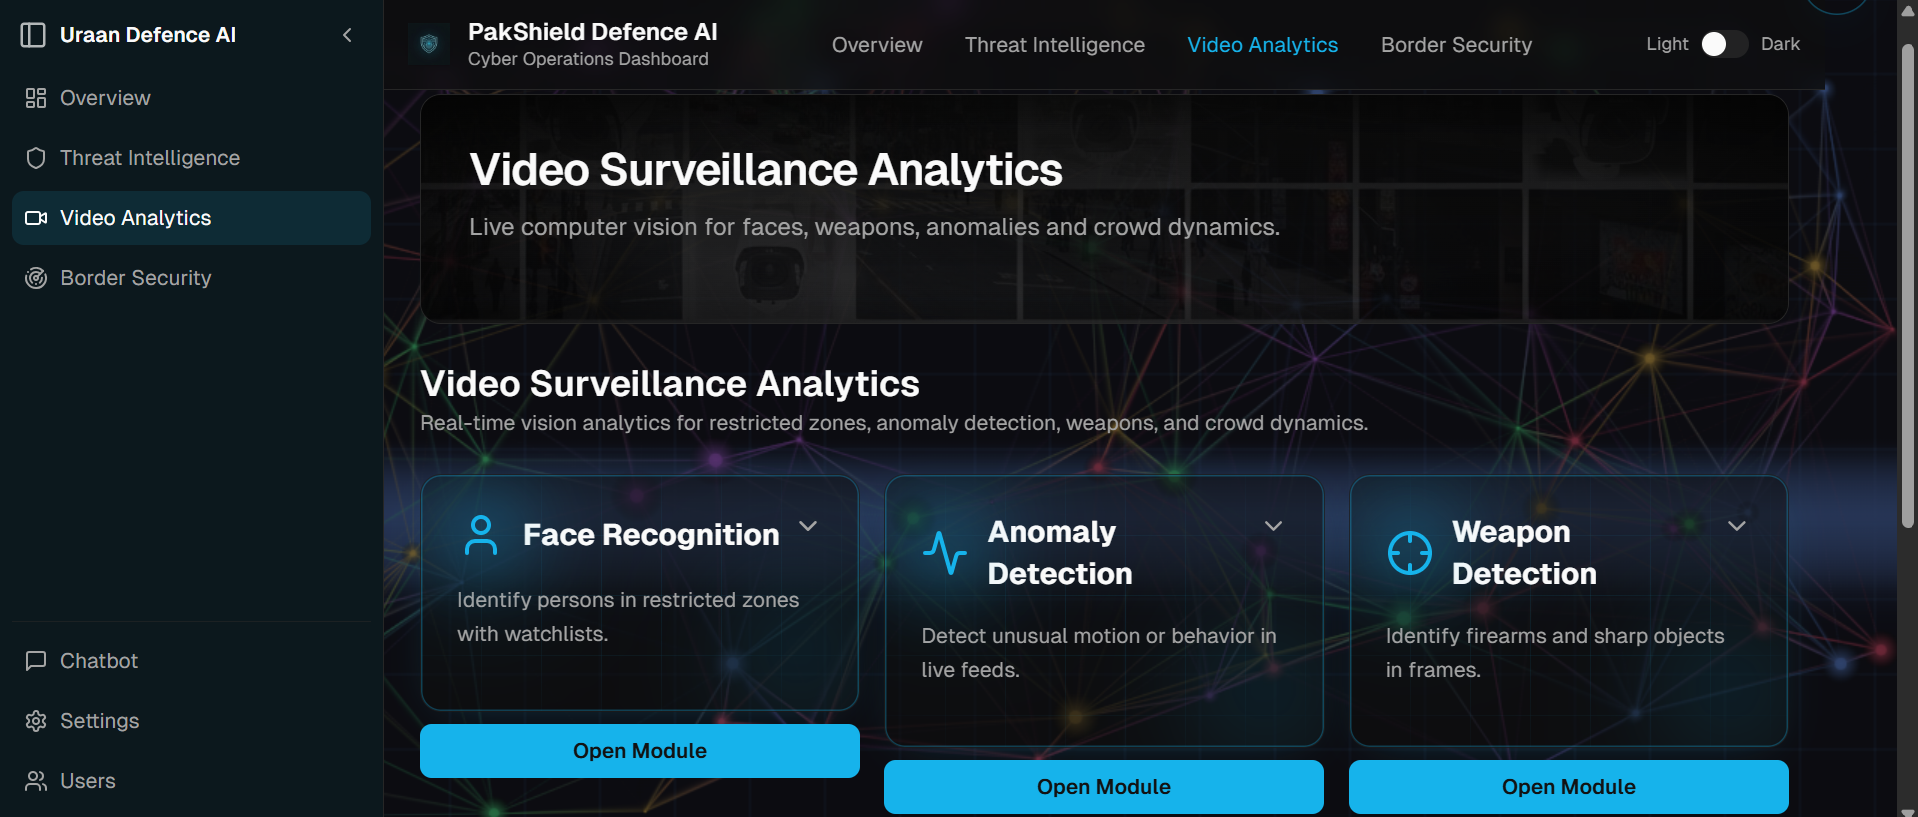 Uraan Defence AI
Overview
Threat Intelligence
Video Analytics
Border Security
Chatbot
Settings
Users
PakShield Defence AI
Cyber Operations Dashboard
Overview
Threat Intelligence
Video Analytics
Border Security
Light
Dark
Video Surveillance Analytics
Live computer vision for faces, weapons, anomalies and crowd dynamics.
Video Surveillance Analytics
Real-time vision analytics for restricted zones, anomaly detection, weapons, and crowd dynamics.
Face Recognition
Identify persons in restricted zones
with watchlists.
Open Module
Anomaly
Detection
Detect unusual motion or behavior in
live feeds.
Open Module
Weapon
Detection
Identify firearms and sharp objects
in frames.
Open Module